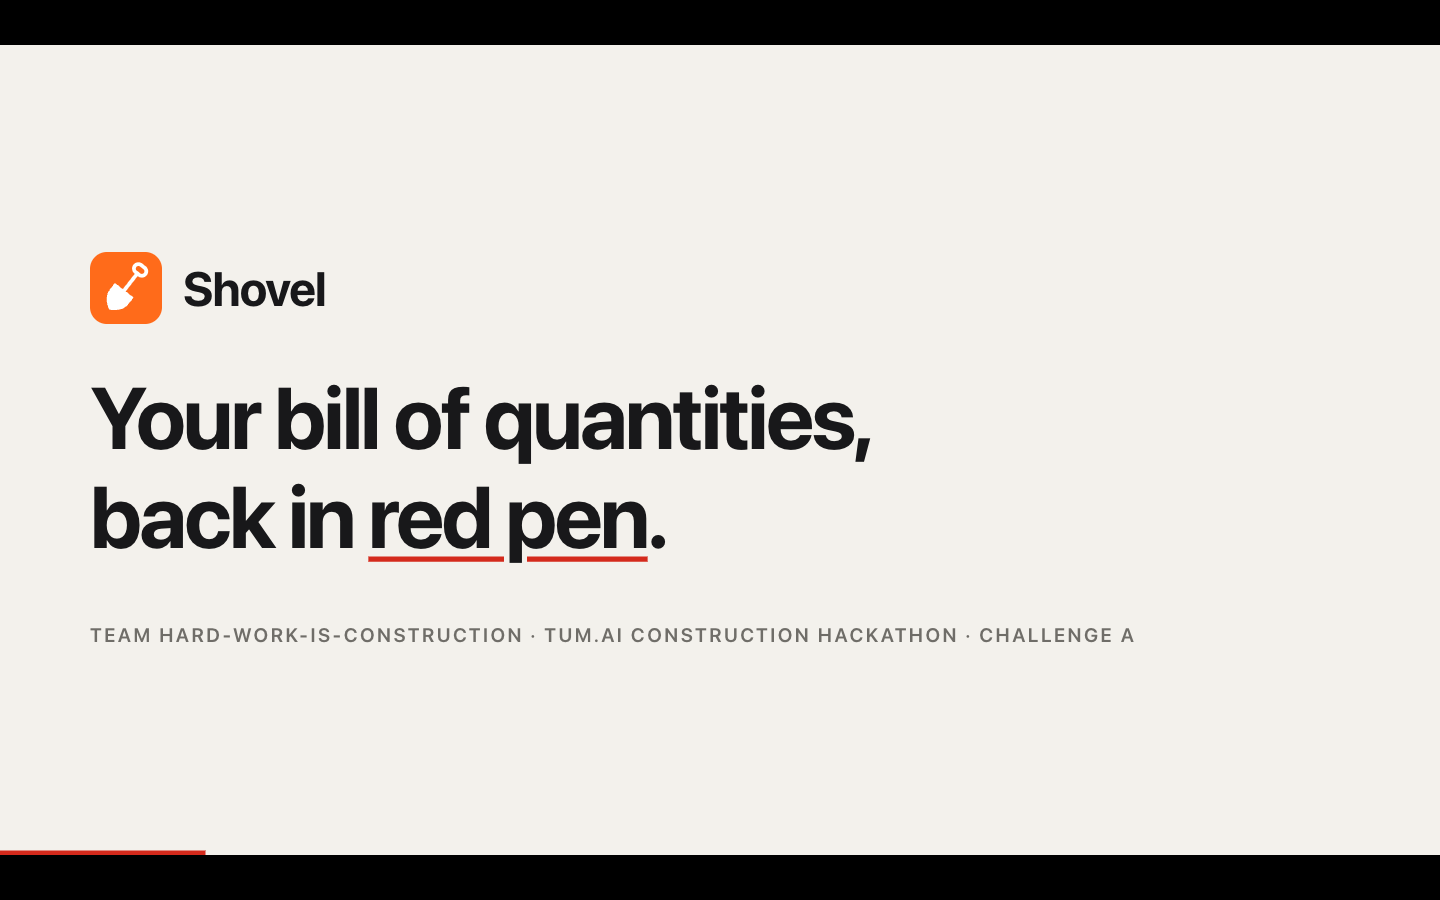 Shovel
Your bill of quantities,
back in red pen.
TEAM HARD-WORK-IS-CONSTRUCTION · TUM.AI CONSTRUCTION HACKATHON · CHALLENGE A